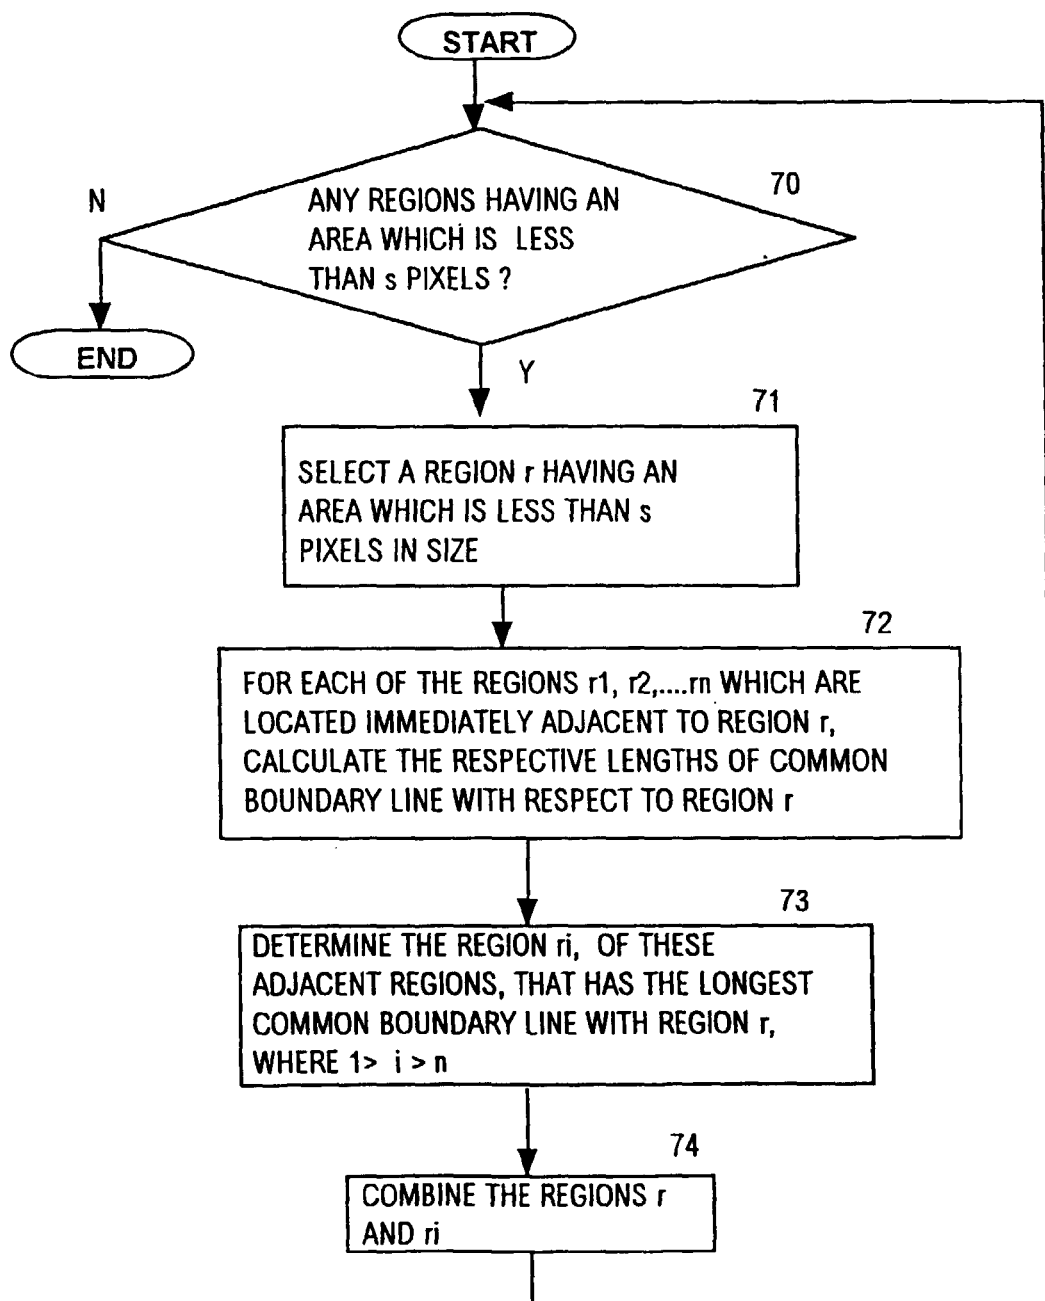 START
70
N
ANY REGIONS HAVING AN
AREA WHICH IS LESS
THAN s PIXELS ?
END
Y
71
SELECT A REGION r HAVING AN
AREA WHICH IS LESS THAN s
PIXELS IN SIZE
72
FOR EACH OF THE REGIONS r1, r2,....rn WHICH ARE
LOCATED IMMEDIATELY ADJACENT TO REGION r,
CALCULATE THE RESPECTIVE LENGTHS OF COMMON
BOUNDARY LINE WITH RESPECT TO REGION r
73
DETERMINE THE REGION ri, OF THESE
ADJACENT REGIONS, THAT HAS THE LONGEST
COMMON BOUNDARY LINE WITH REGION r,
WHERE 1> i > n
74
COMBINE THE REGIONS r
AND ri